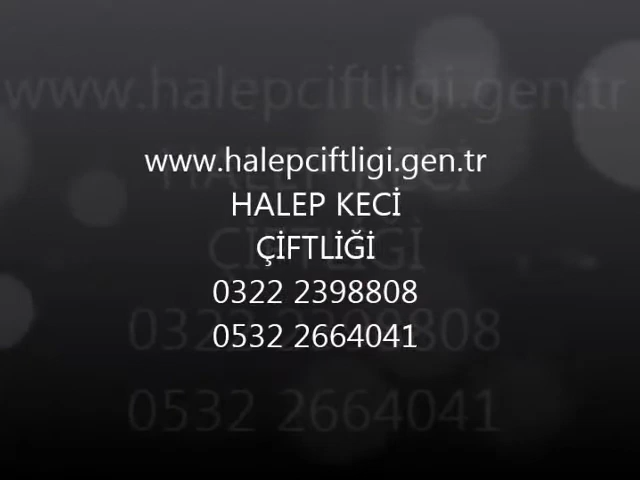 www.halepciftligi.gen.tr
HALEP KECİ
ÇİFTLİĞİ
0322 2398808
0532 2664041